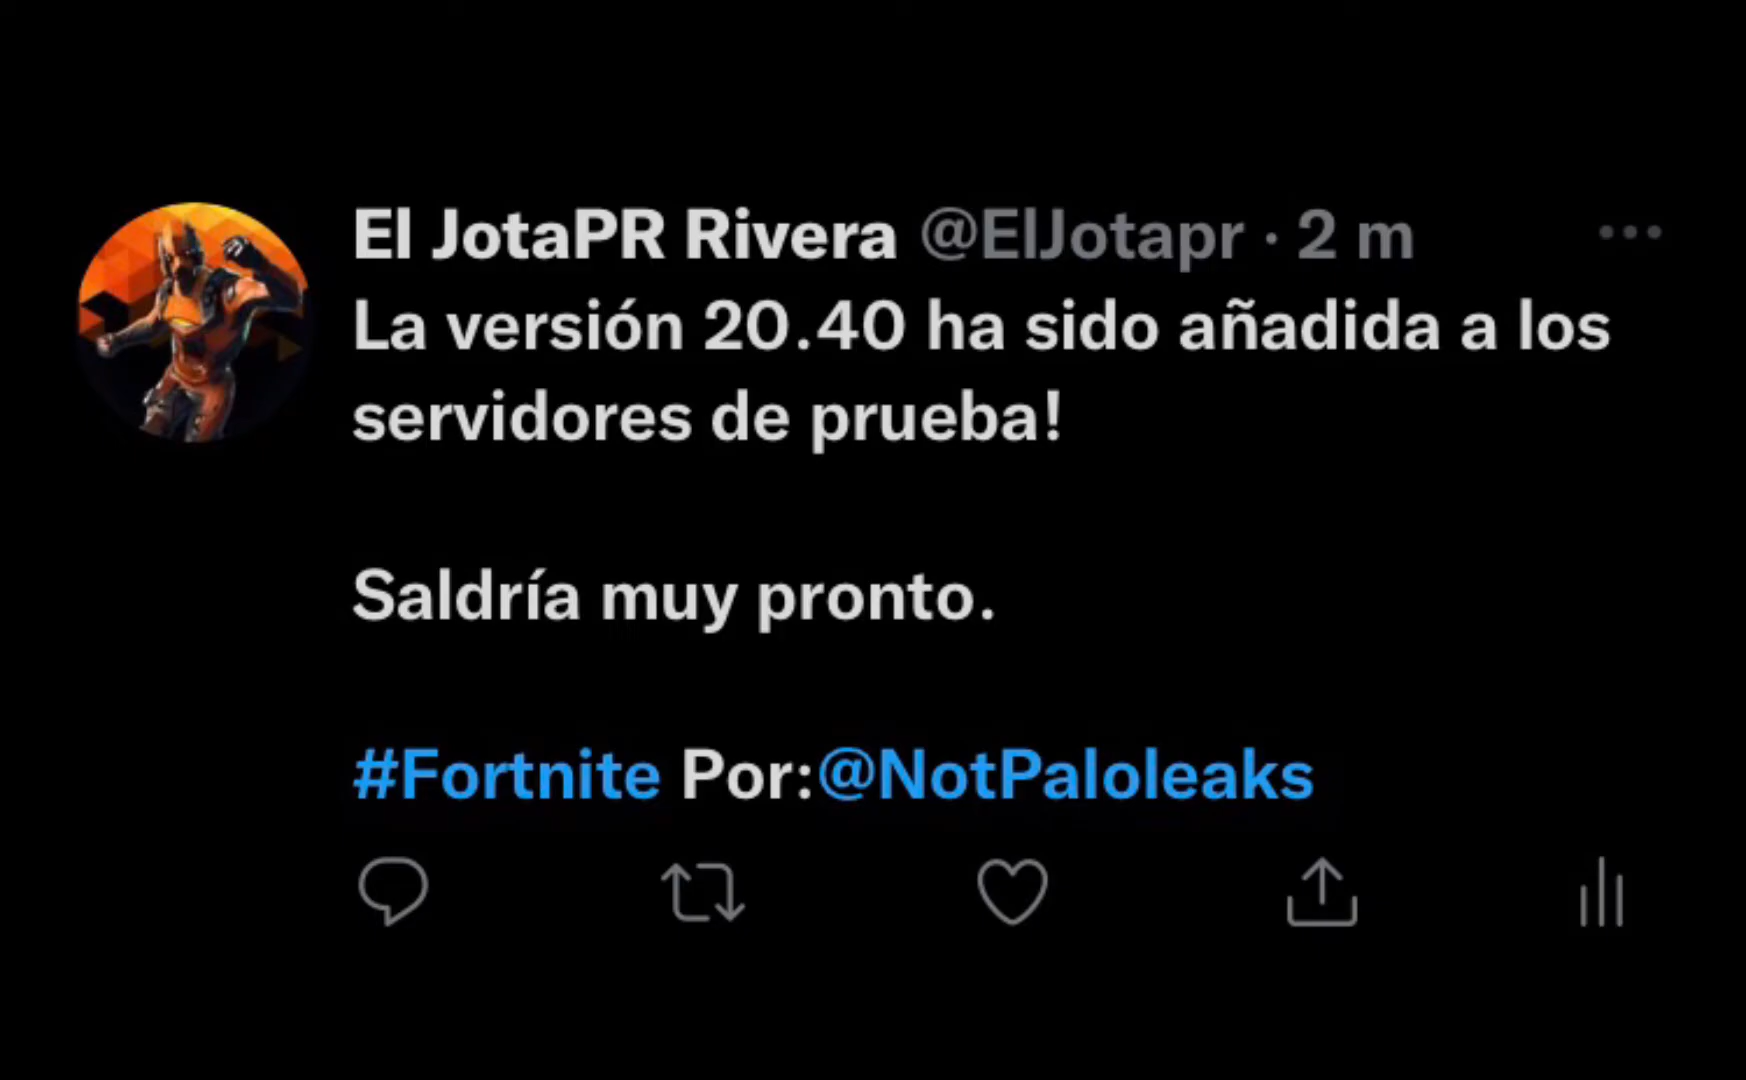 El JotaPR Rivera @ElJotapr · 2 m
La versión 20.40 ha sido añadida a los
servidores de prueba!
Saldría muy pronto.
#Fortnite Por:@NotPaloleaks